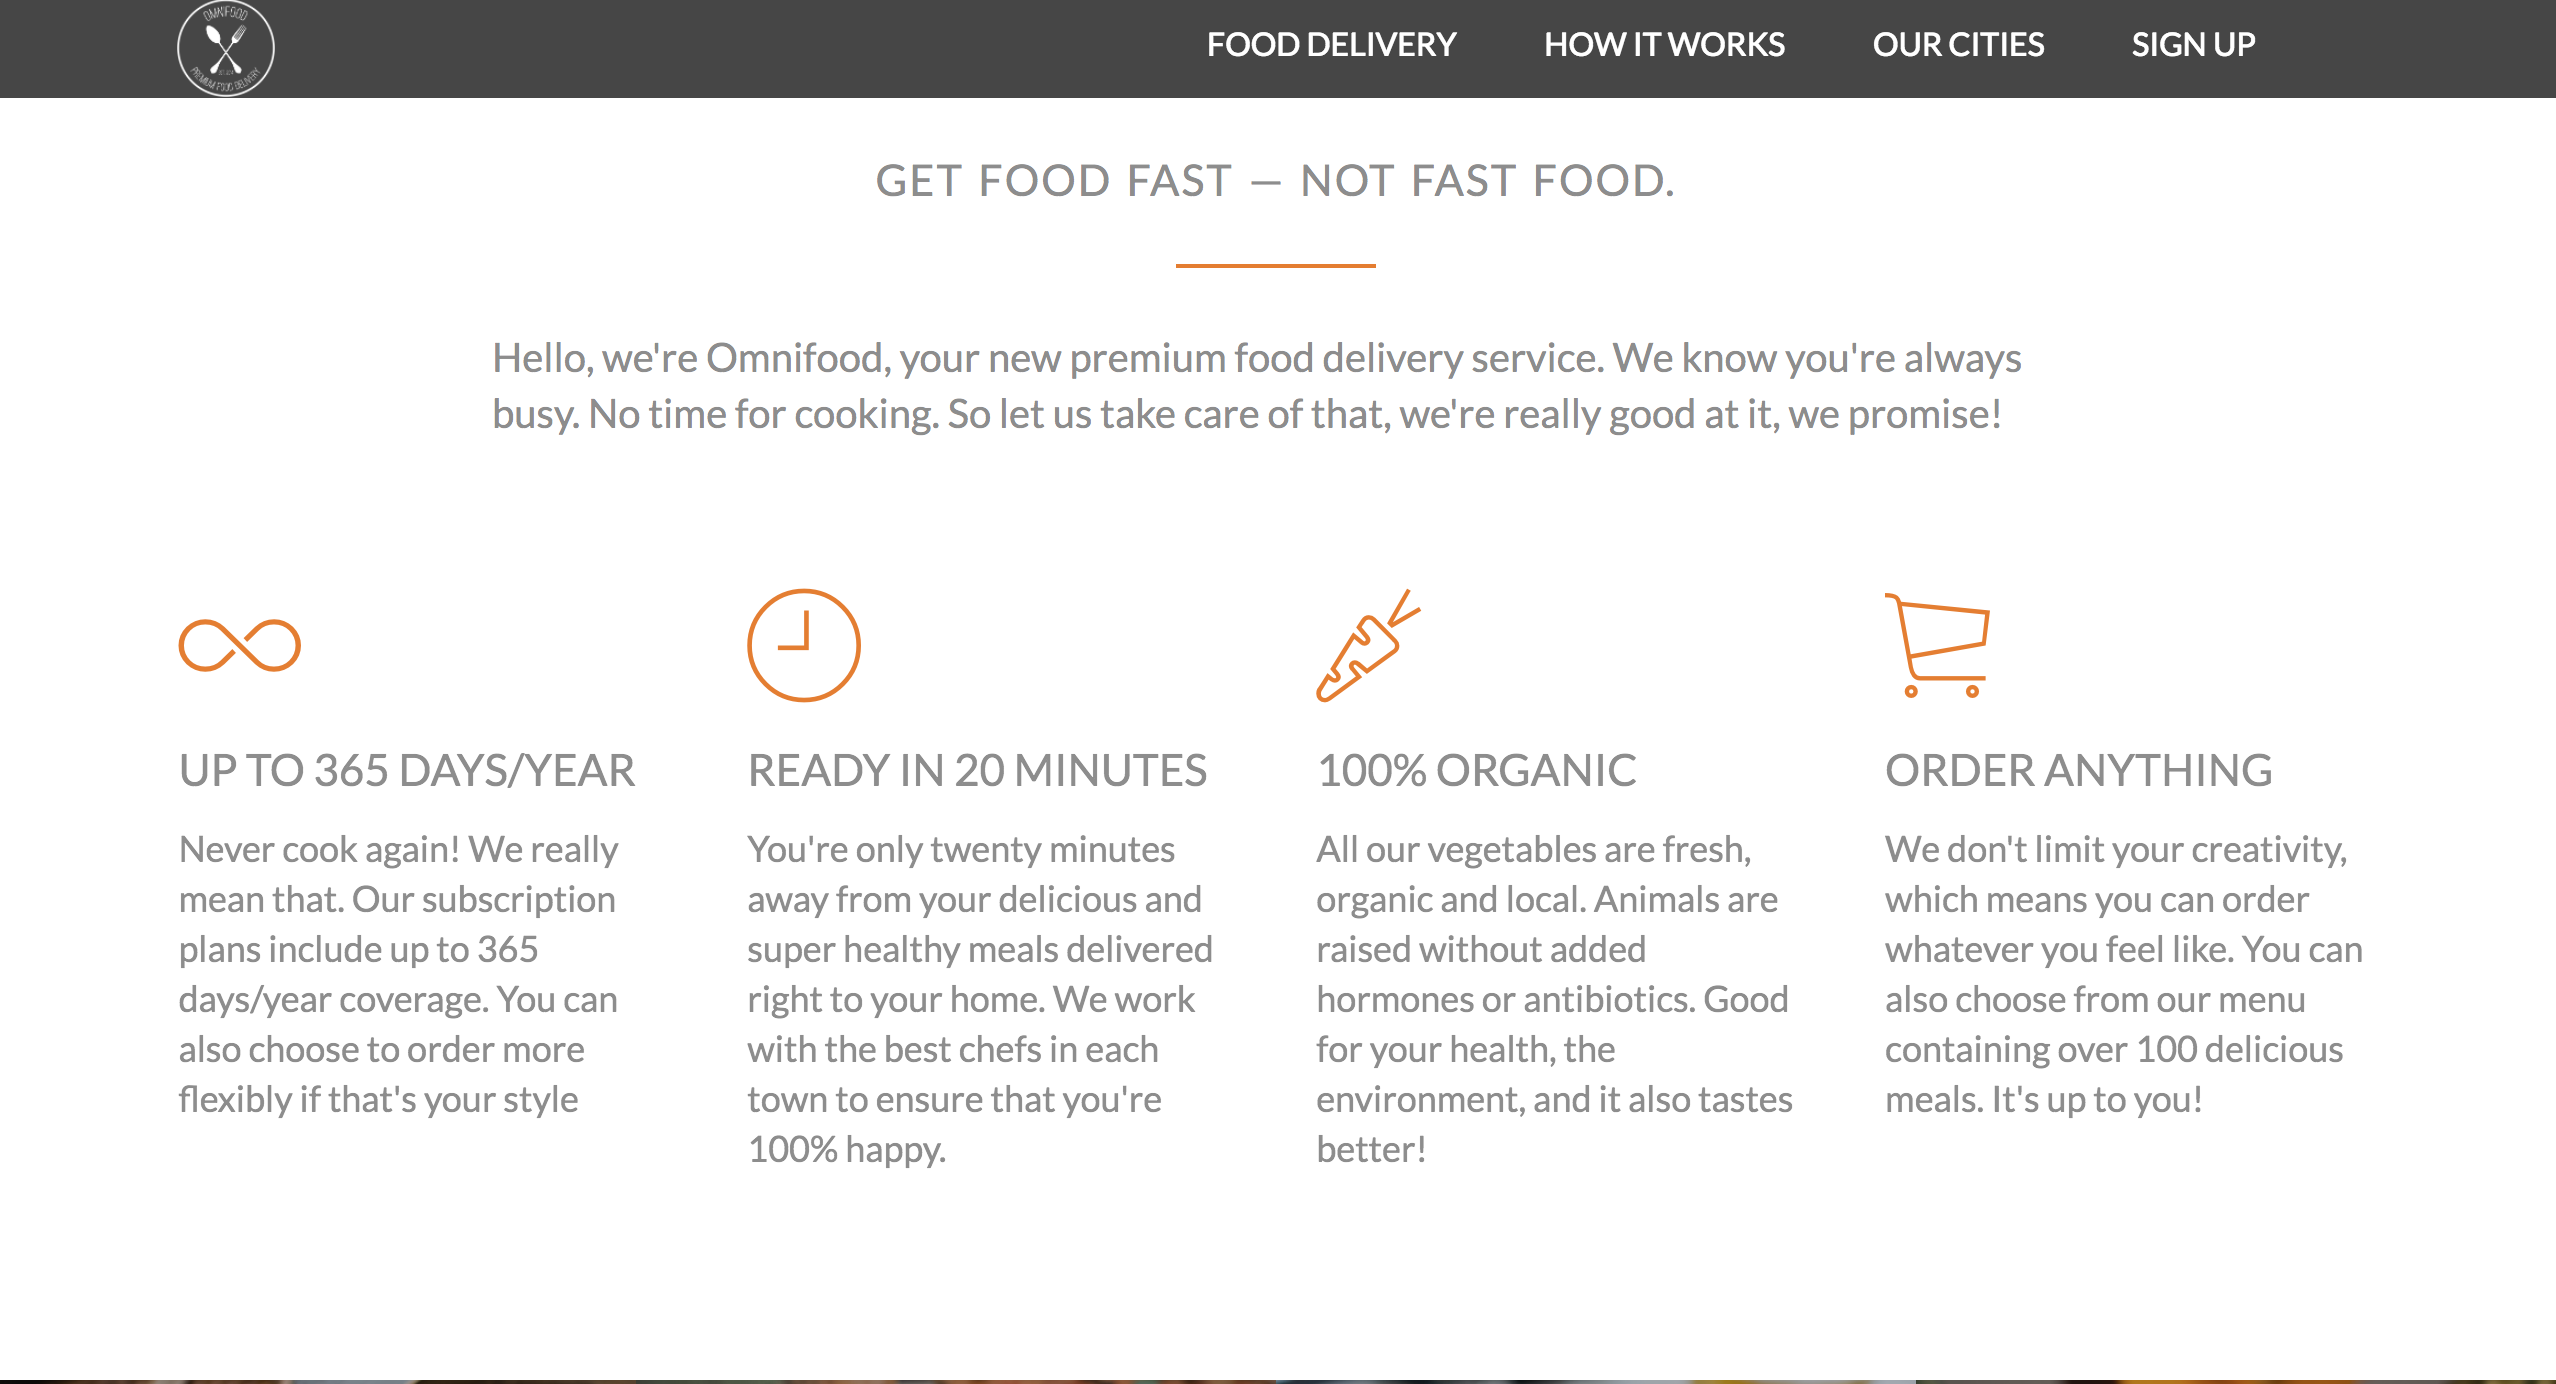 OMNIFOOD
PREMIUM FOOD DELIVERY
FOOD DELIVERY
HOW IT WORKS
OUR CITIES
SIGN UP
GET FOOD FAST — NOT FAST FOOD.
Hello, we're Omnifood, your new premium food delivery service. We know you're always
busy. No time for cooking. So let us take care of that, we're really good at it, we promise!
UP TO 365 DAYS/YEAR
Never cook again! We really
mean that. Our subscription
plans include up to 365
days/year coverage. You can
also choose to order more
flexibly if that's your style
READY IN 20 MINUTES
You're only twenty minutes
away from your delicious and
super healthy meals delivered
right to your home. We work
with the best chefs in each
town to ensure that you're
100% happy.
100% ORGANIC
All our vegetables are fresh,
organic and local. Animals are
raised without added
hormones or antibiotics. Good
for your health, the
environment, and it also tastes
better!
ORDER ANYTHING
We don't limit your creativity,
which means you can order
whatever you feel like. You can
also choose from our menu
containing over 100 delicious
meals. It's up to you!